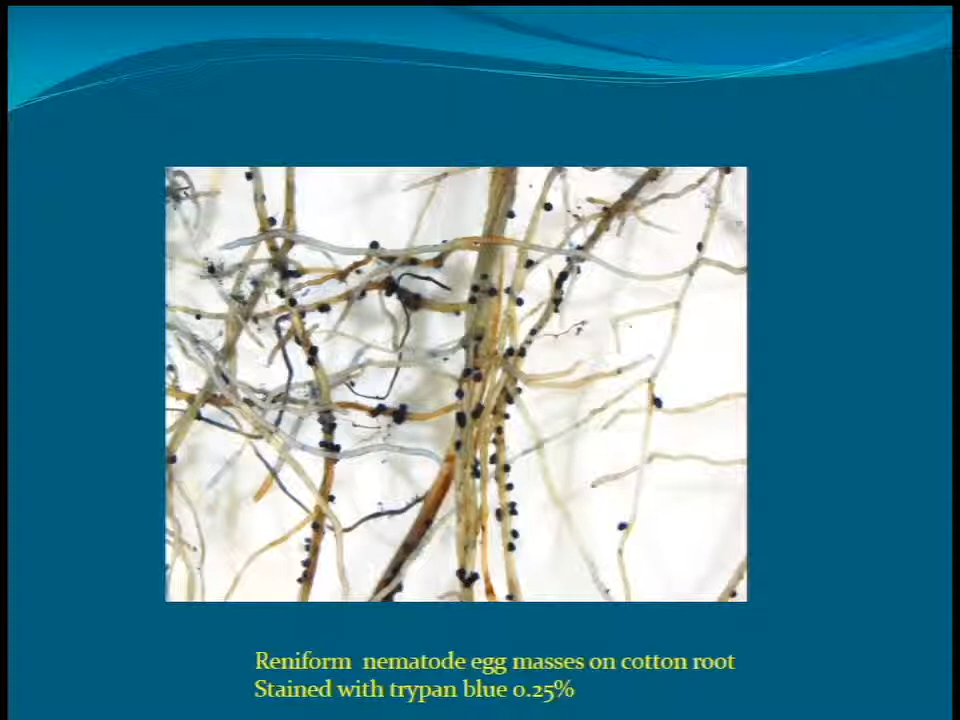 Reniform nematode egg masses on cotton root
Stained with trypan blue 0.25%